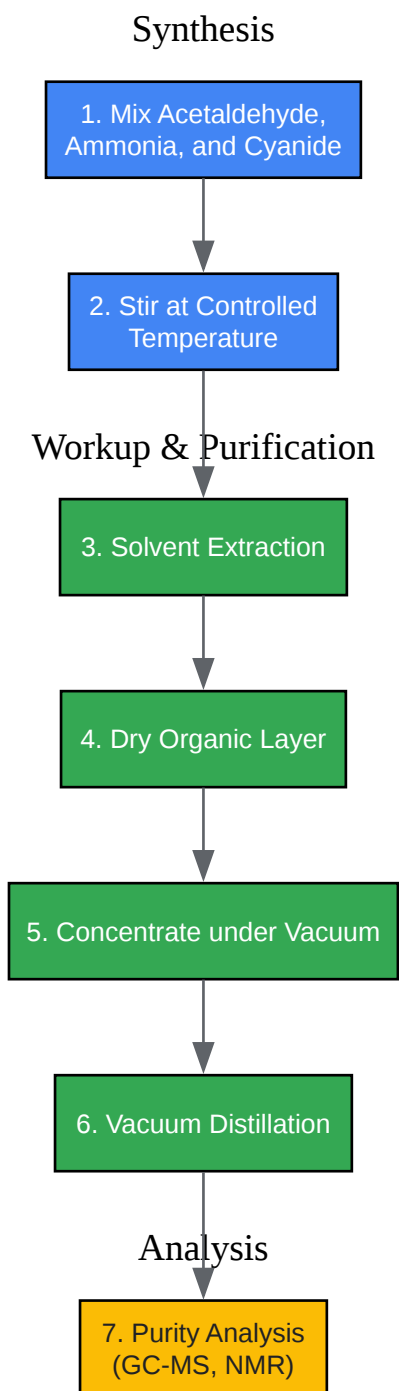 Synthesis
1. Mix Acetaldehyde,
Ammonia, and Cyanide
2. Stir at Controlled
Temperature
Workup & Purification
3. Solvent Extraction
4. Dry Organic Layer
5. Concentrate under Vacuum
6. Vacuum Distillation
Analysis
7. Purity Analysis
(GC-MS, NMR)